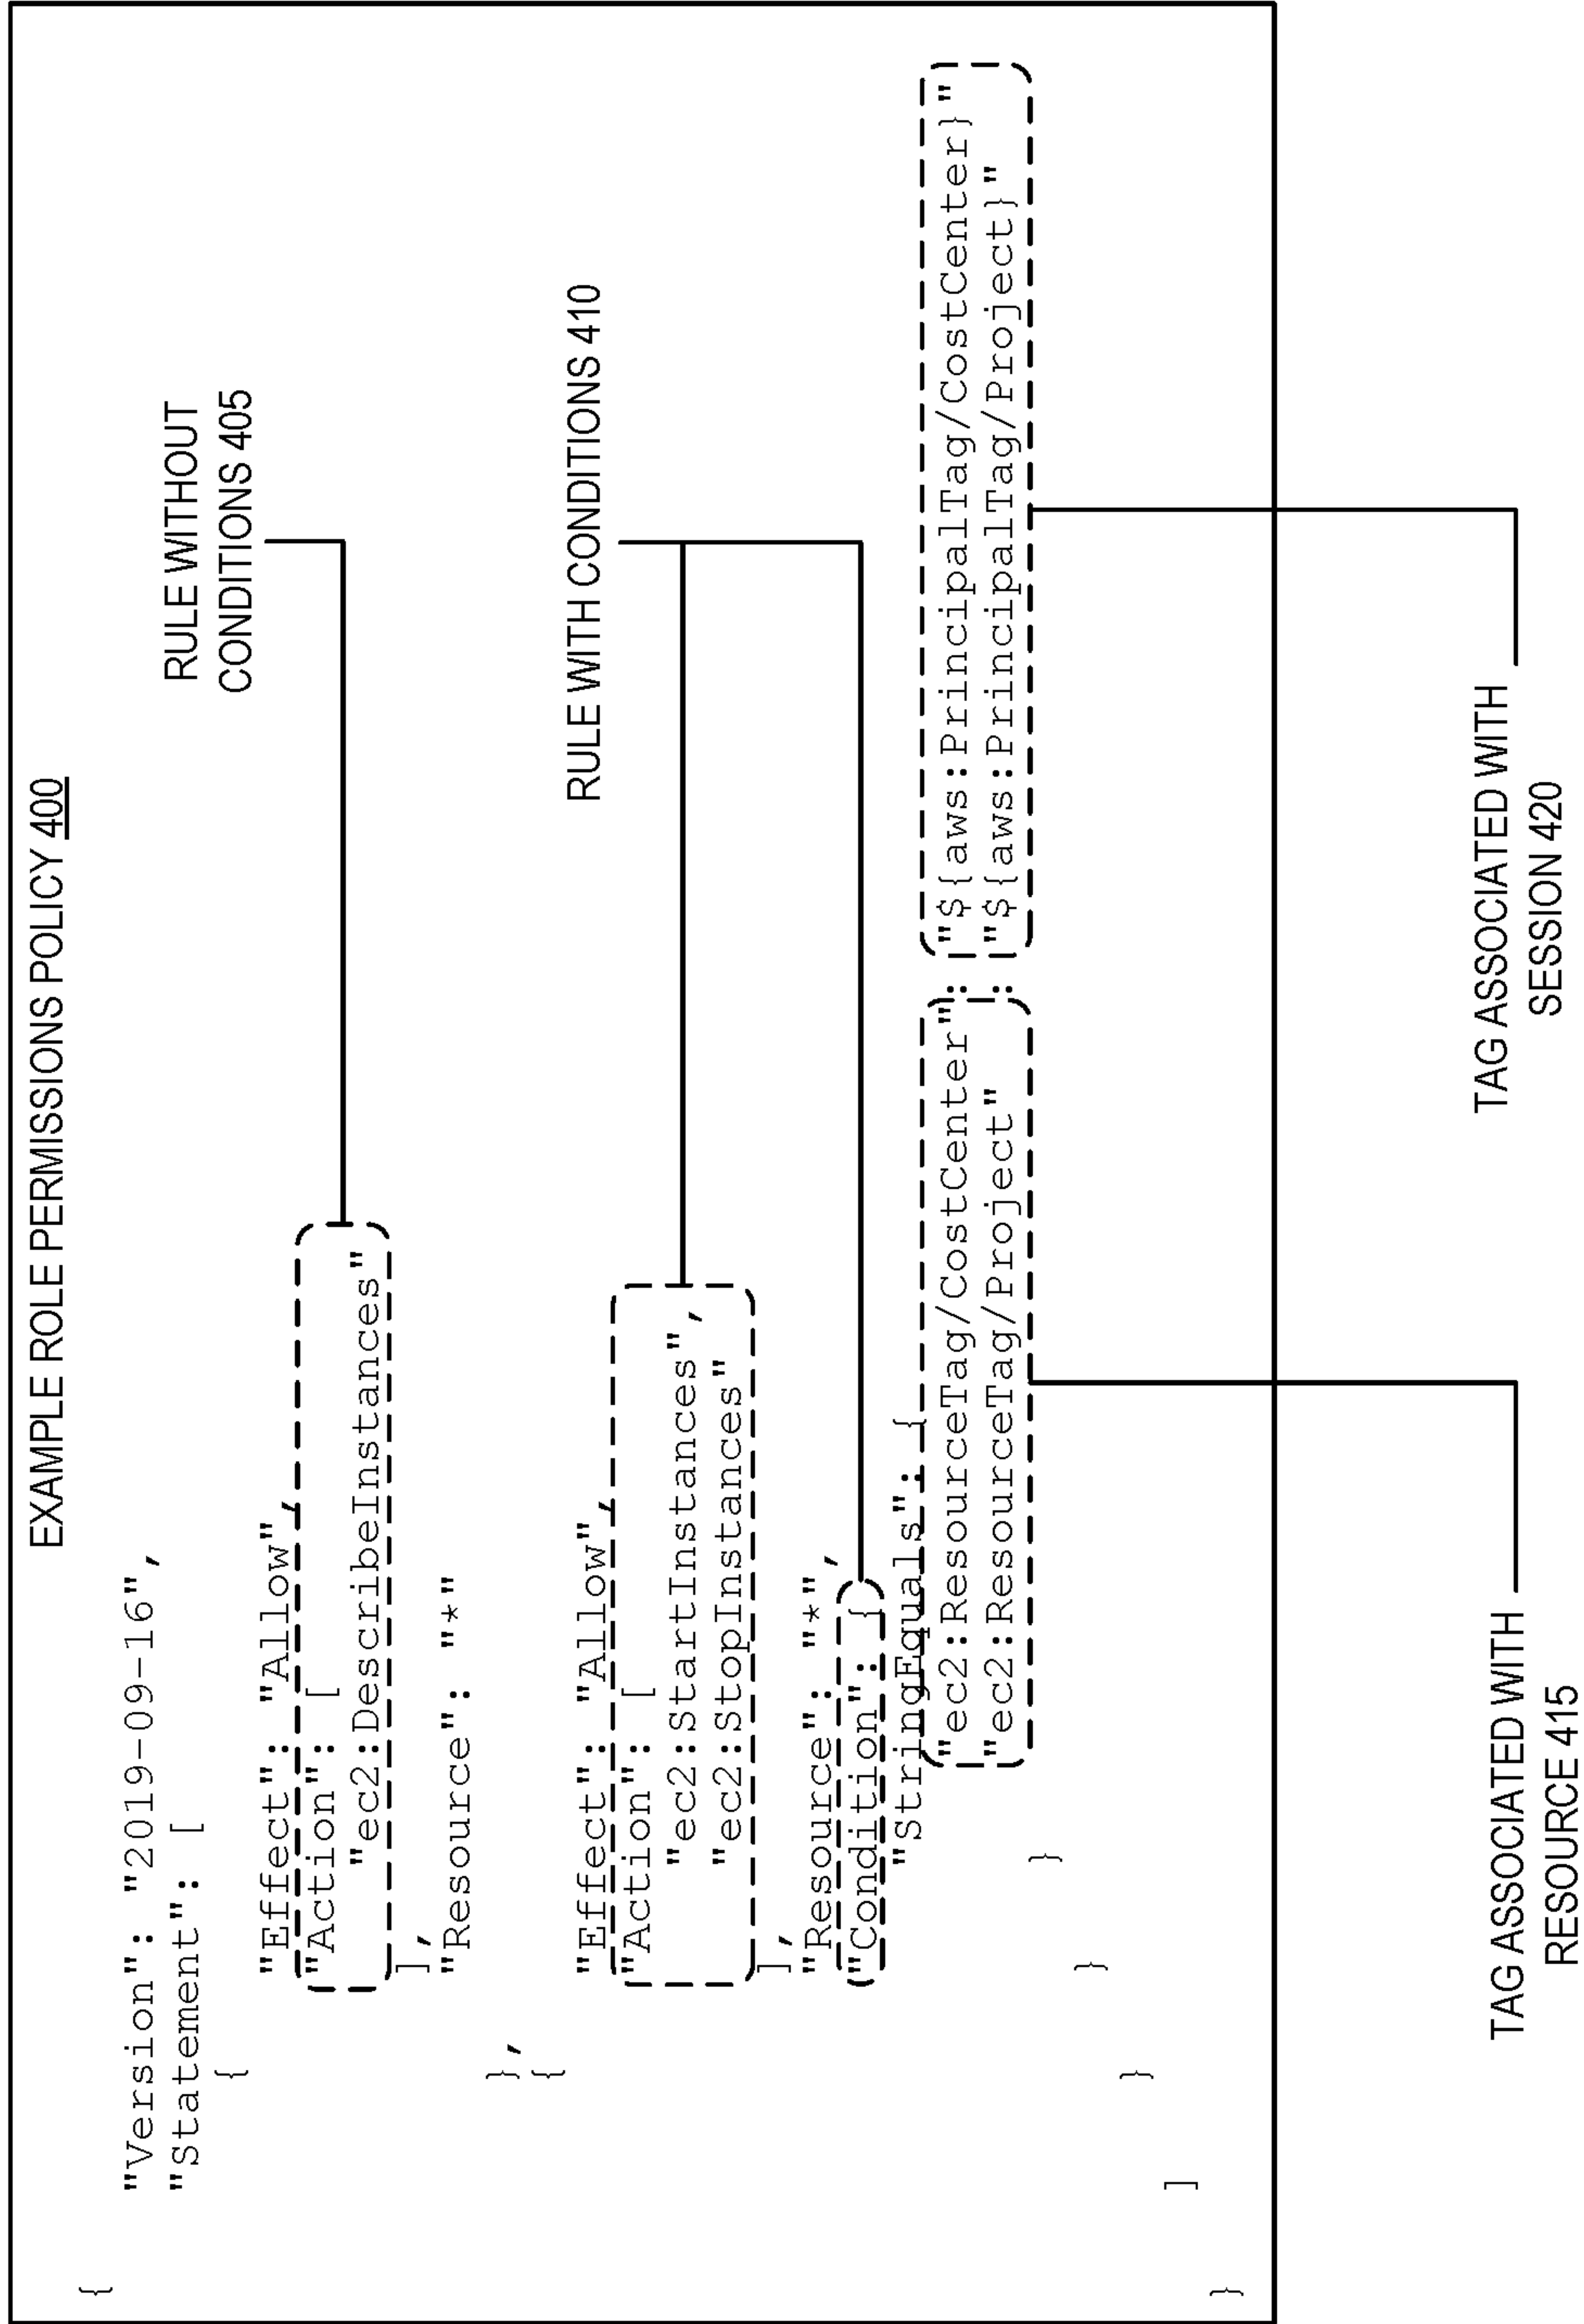 EXAMPLE ROLE PERMISSIONS POLICY 400
{
"Version": "2019-09-16",
"Statement": [
{
"Effect": "Allow",
"Action": [
"ec2:DescribeInstances"
],
"Resource": "*"
},
{
"Effect": "Allow",
"Action": [
"ec2:StartInstances",
"ec2:StopInstances"
],
"Resource": "*",
"Condition": {
"StringEquals": {
"ec2:ResourceTag/CostCenter": "${aws:PrincipalTag/CostCenter}"
"ec2:ResourceTag/Project" : "${aws:PrincipalTag/Project}"
}
}
}
]
}
RULE WITHOUT
CONDITIONS 405
RULE WITH CONDITIONS 410
TAG ASSOCIATED WITH
RESOURCE 415
TAG ASSOCIATED WITH
SESSION 420